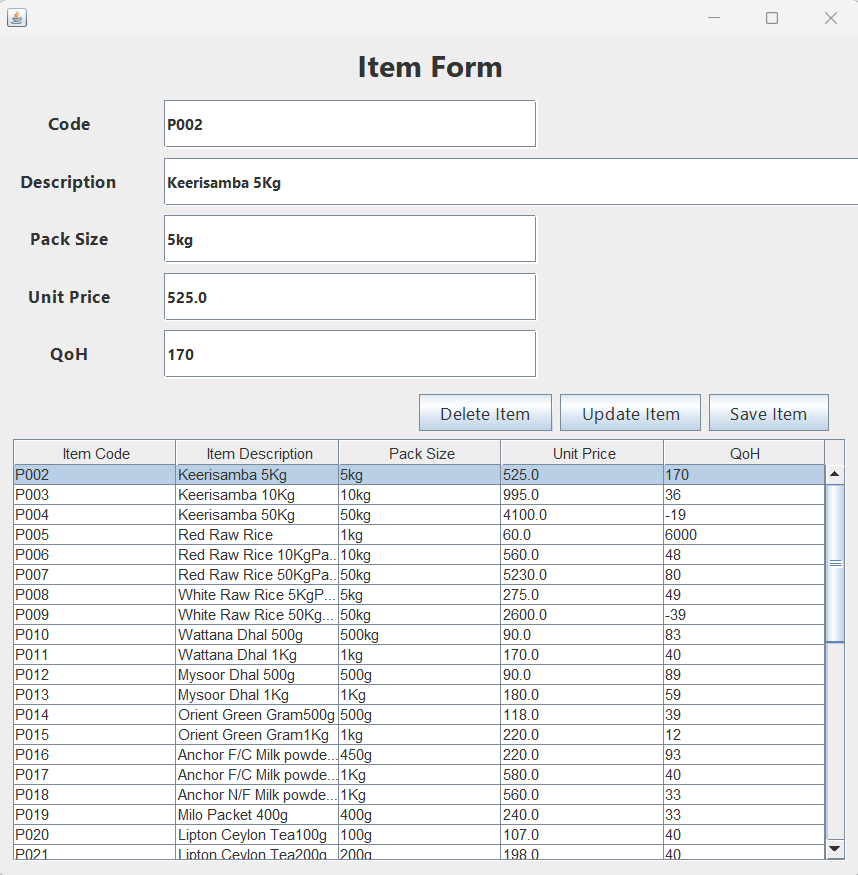 Item Form
Code P002
Description Keerisamba 5Kg
Pack Size 5kg
Unit Price 525.0
QoH 170
Delete Item Update Item Save Item
Item Code Item Description Pack Size Unit Price QoH
P002 Keerisamba 5Kg 5kg 525.0 170
P003 Keerisamba 10Kg 10kg 995.0 36
P004 Keerisamba 50Kg 50kg 4100.0 -19
P005 Red Raw Rice 1kg 60.0 6000
P006 Red Raw Rice 10KgPa... 10kg 560.0 48
P007 Red Raw Rice 50KgPa... 50kg 5230.0 80
P008 White Raw Rice 5KgP... 5kg 275.0 49
P009 White Raw Rice 50Kg... 50kg 2600.0 -39
P010 Wattana Dhal 500g 500kg 90.0 83
P011 Wattana Dhal 1Kg 1kg 170.0 40
P012 Mysoor Dhal 500g 500g 90.0 89
P013 Mysoor Dhal 1Kg 1Kg 180.0 59
P014 Orient Green Gram500g 500g 118.0 39
P015 Orient Green Gram1Kg 1kg 220.0 12
P016 Anchor F/C Milk powde... 450g 220.0 93
P017 Anchor F/C Milk powde... 1Kg 580.0 40
P018 Anchor N/F Milk powde... 1Kg 560.0 33
P019 Milo Packet 400g 400g 240.0 33
P020 Lipton Ceylon Tea100g 100g 107.0 40
P021 Lipton Ceylon Tea200g 200g 198.0 40